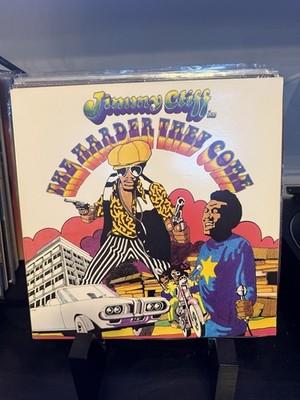 Jimmy Cliff in
THE HARDER THEY COME